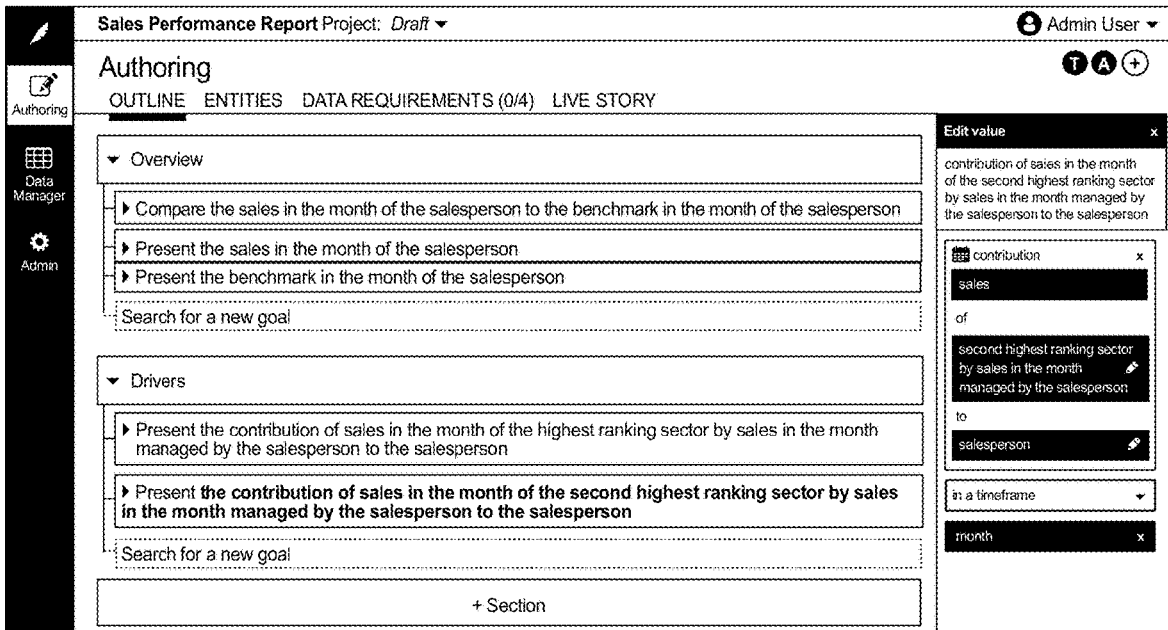 Sales Performance Report Project: Draft
Admin User
Authoring
T A +
OUTLINE ENTITIES DATA REQUIREMENTS (0/4) LIVE STORY
Authoring
Data
Manager
Admin
Overview
Compare the sales in the month of the salesperson to the benchmark in the month of the salesperson
Present the sales in the month of the salesperson
Present the benchmark in the month of the salesperson
Search for a new goal
Drivers
Present the contribution of sales in the month of the highest ranking sector by sales in the month
managed by the salesperson to the salesperson
Present the contribution of sales in the month of the second highest ranking sector by sales
in the month managed by the salesperson to the salesperson
Search for a new goal
+ Section
Edit value x
contribution of sales in the month
of the second highest ranking sector
by sales in the month managed by
the salesperson to the salesperson
contribution x
sales
of
second highest ranking sector
by sales in the month
managed by the salesperson
to
salesperson
in a timeframe
month x